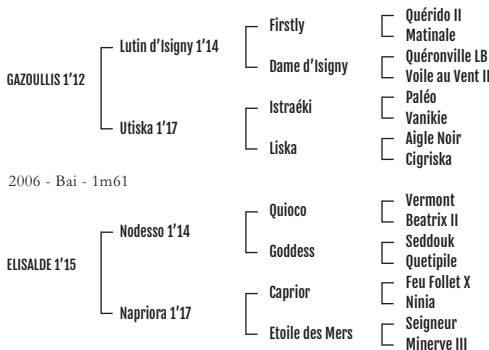 Quérido II
Firstly
Matinale
Lutin d'Isigny 1'14
Quéronville LB
Dame d'Isigny
Voile au Vent II
GAZOULLIS 1'12
Paléo
Istraéki
Vanikie
Utiska 1'17
Aigle Noir
Liska
Cigriska
2006 - Bai - 1m61
Vermont
Quioco
Beatrix II
Nodesso 1'14
Seddouk
Goddess
Quetipile
ELISALDE 1'15
Feu Follet X
Caprior
Ninia
Napriora 1'17
Seigneur
Etoile des Mers
Minerve III